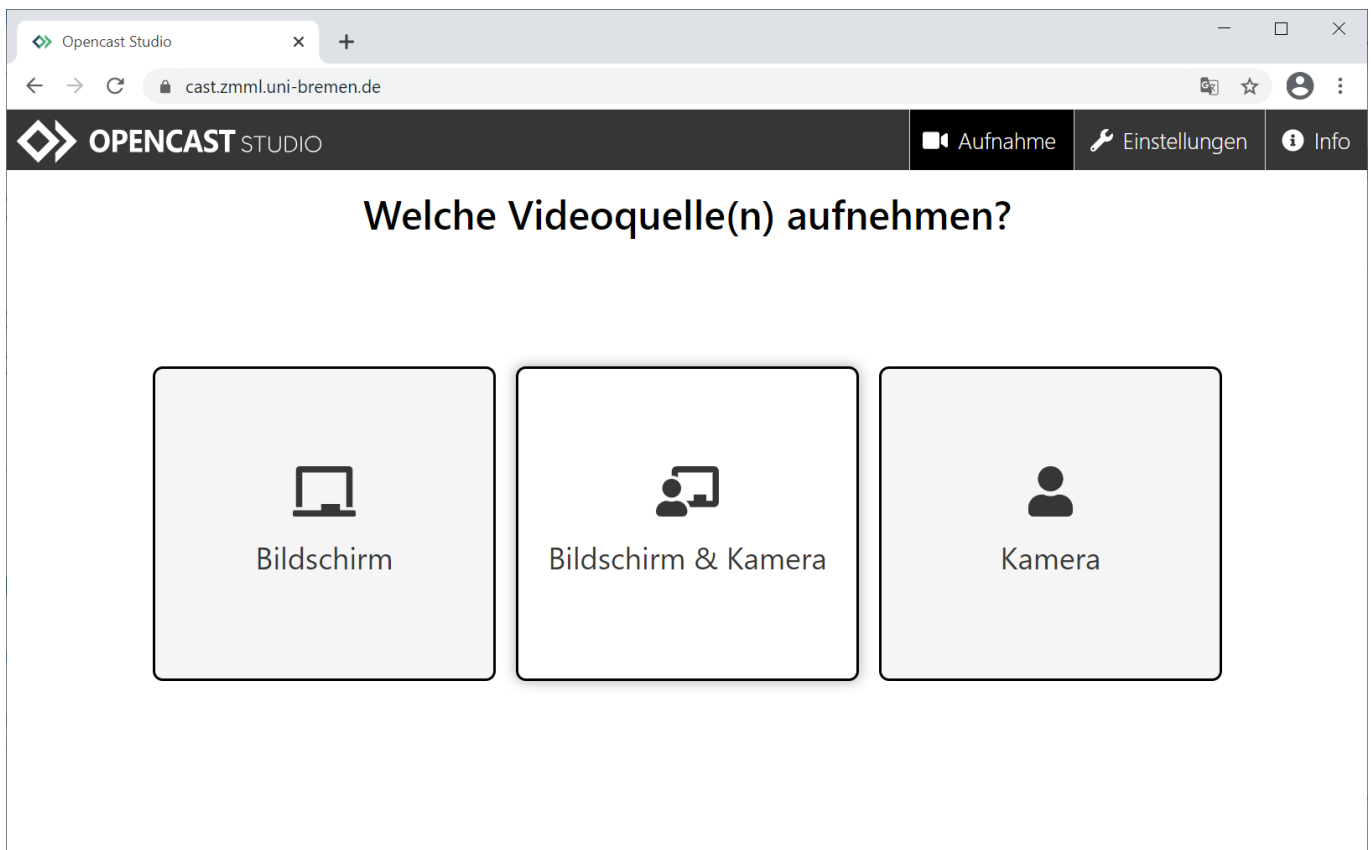 Opencast Studio
cast.zmml.uni-bremen.de
OPENCAST STUDIO
Aufnahme
Einstellungen
Info
Welche Videoquelle(n) aufnehmen?
Bildschirm
Bildschirm & Kamera
Kamera